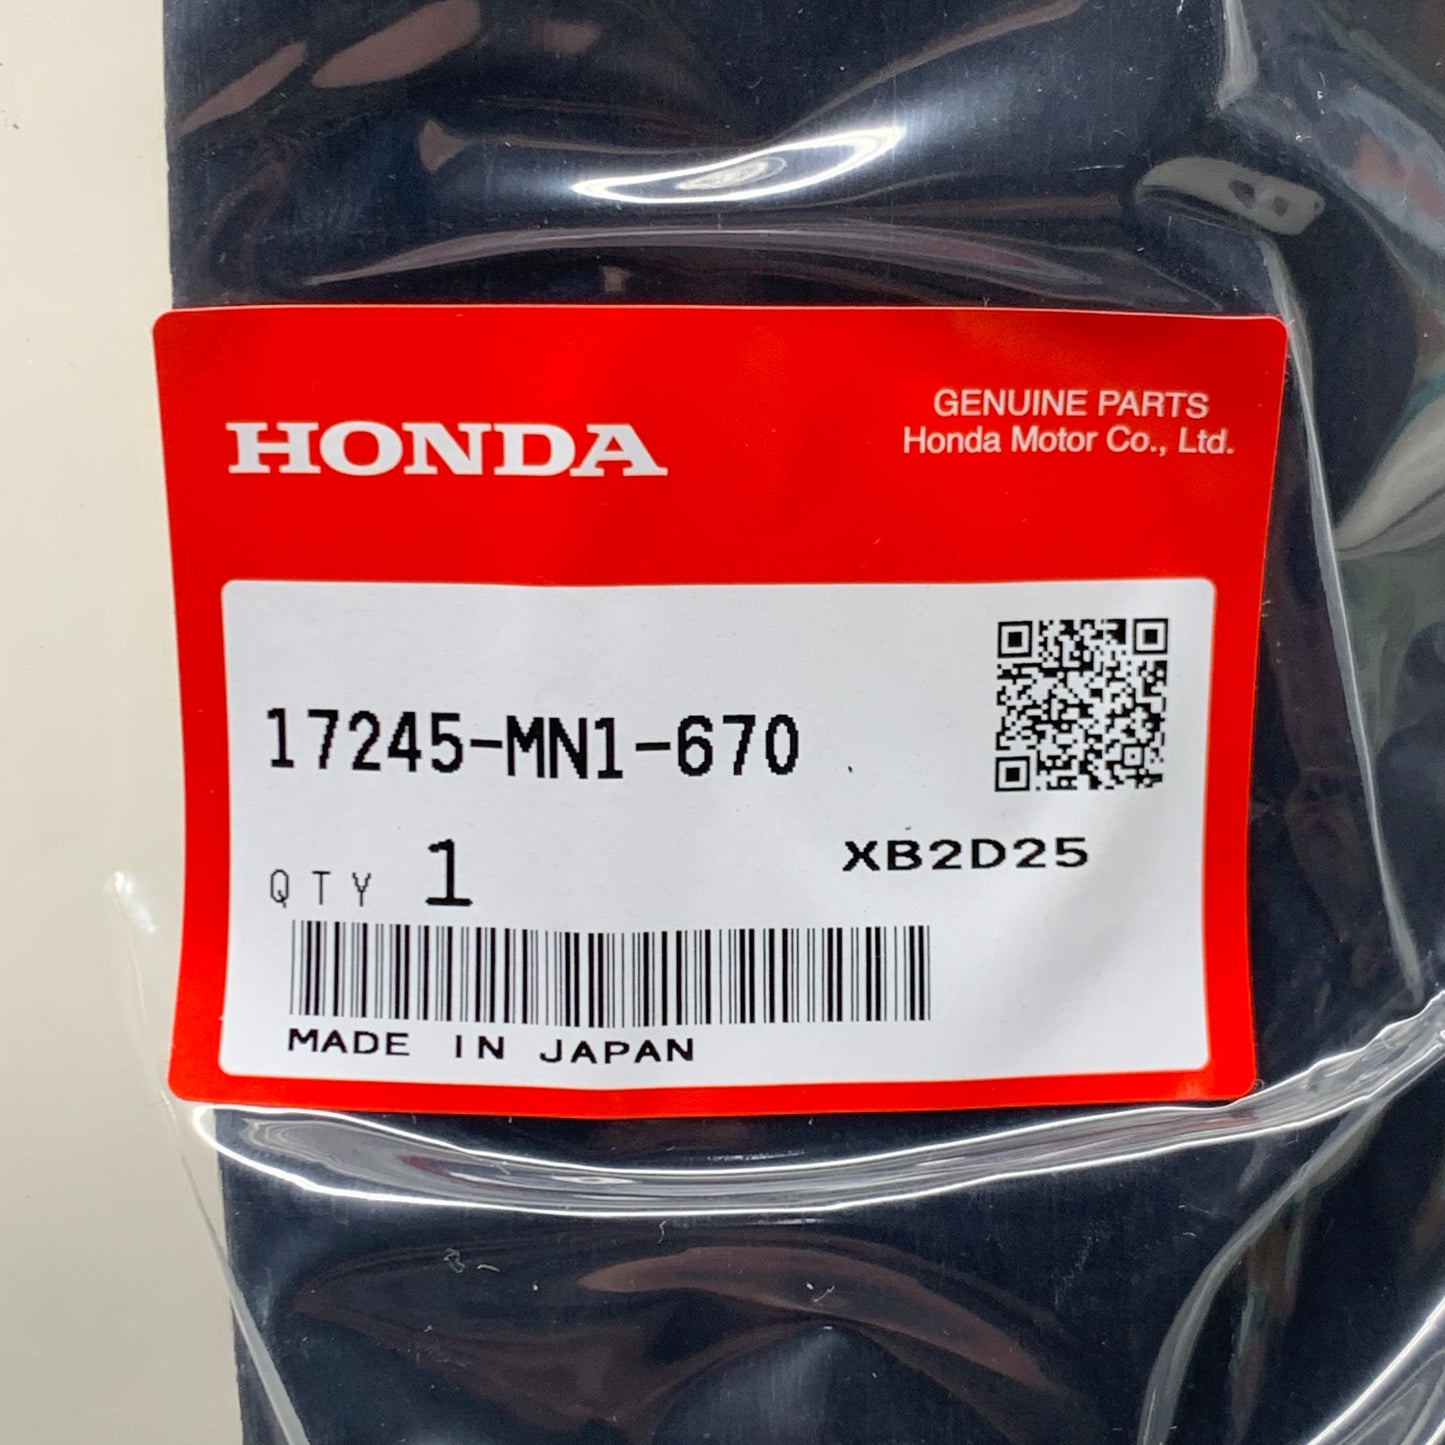 HONDA
GENUINE PARTS
Honda Motor Co., Ltd.
17245-MN1-670
QTY 1
XB2D25
MADE IN JAPAN